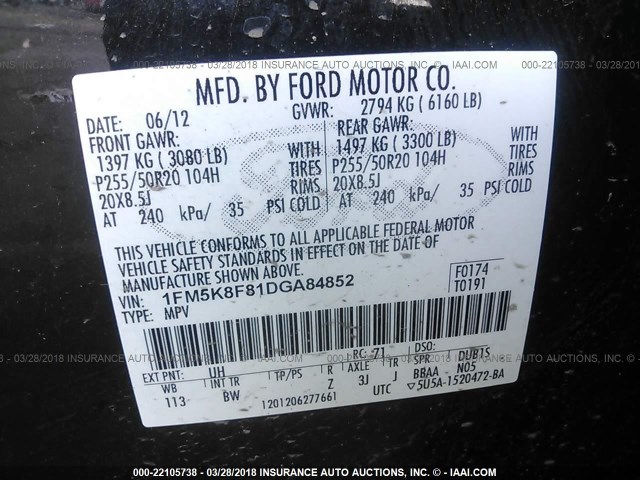 000-22105738 - 03/28/2018 - INSURANCE AUTO AUCTIONS, INC. - © - IAAI.COM
000-22105738
MFD. BY FORD MOTOR CO.
DATE: 06/12 GVWR: 2794 KG ( 6160 LB)
FRONT GAWR: REAR GAWR:
1397 KG ( 3080 LB) WITH 1497 KG ( 3300 LB) WITH
P255/50R20 104H TIRES P255/50R20 104H TIRES
20X8.5J RIMS 20X8.5J RIMS
AT 240 kPa/ 35 PSI COLD AT 240 kPa/ 35 PSI COLD
THIS VEHICLE CONFORMS TO ALL APPLICABLE FEDERAL MOTOR
VEHICLE SAFETY STANDARDS IN EFFECT ON THE DATE OF
MANUFACTURE SHOWN ABOVE.
VIN: 1FM5K8F81DGA84852 F0174
TYPE: MPV T0191
EXT PNT: UH RC: 71 DSO:
WB INT TR TP/PS R AXLE TR SPR DUB1S
113 BW Z 3J J BBAA N05
1201206277661 UTC ▽5U5A-1520472-BA
000-22105738 - 03/28/2018 - INSURANCE AUTO AUCTIONS, INC. - © - IAAI.COM